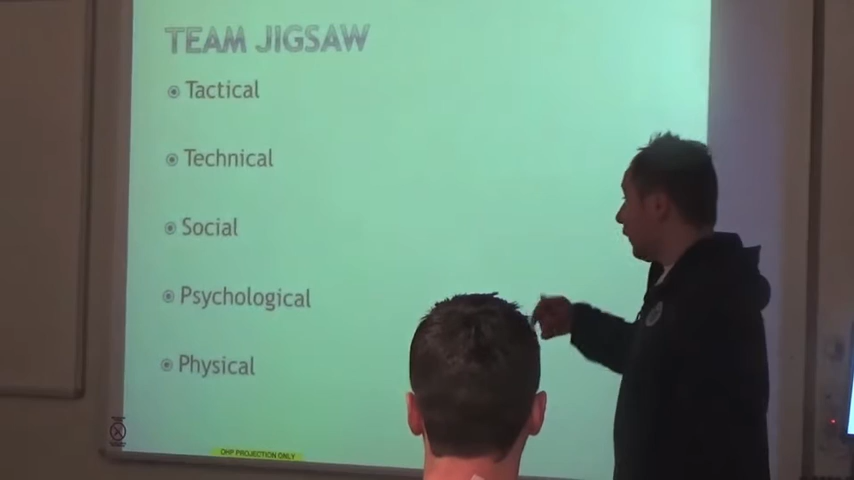 TEAM JIGSAW
Tactical
Technical
Social
Psychological
Physical
OHP PROJECTION ONLY